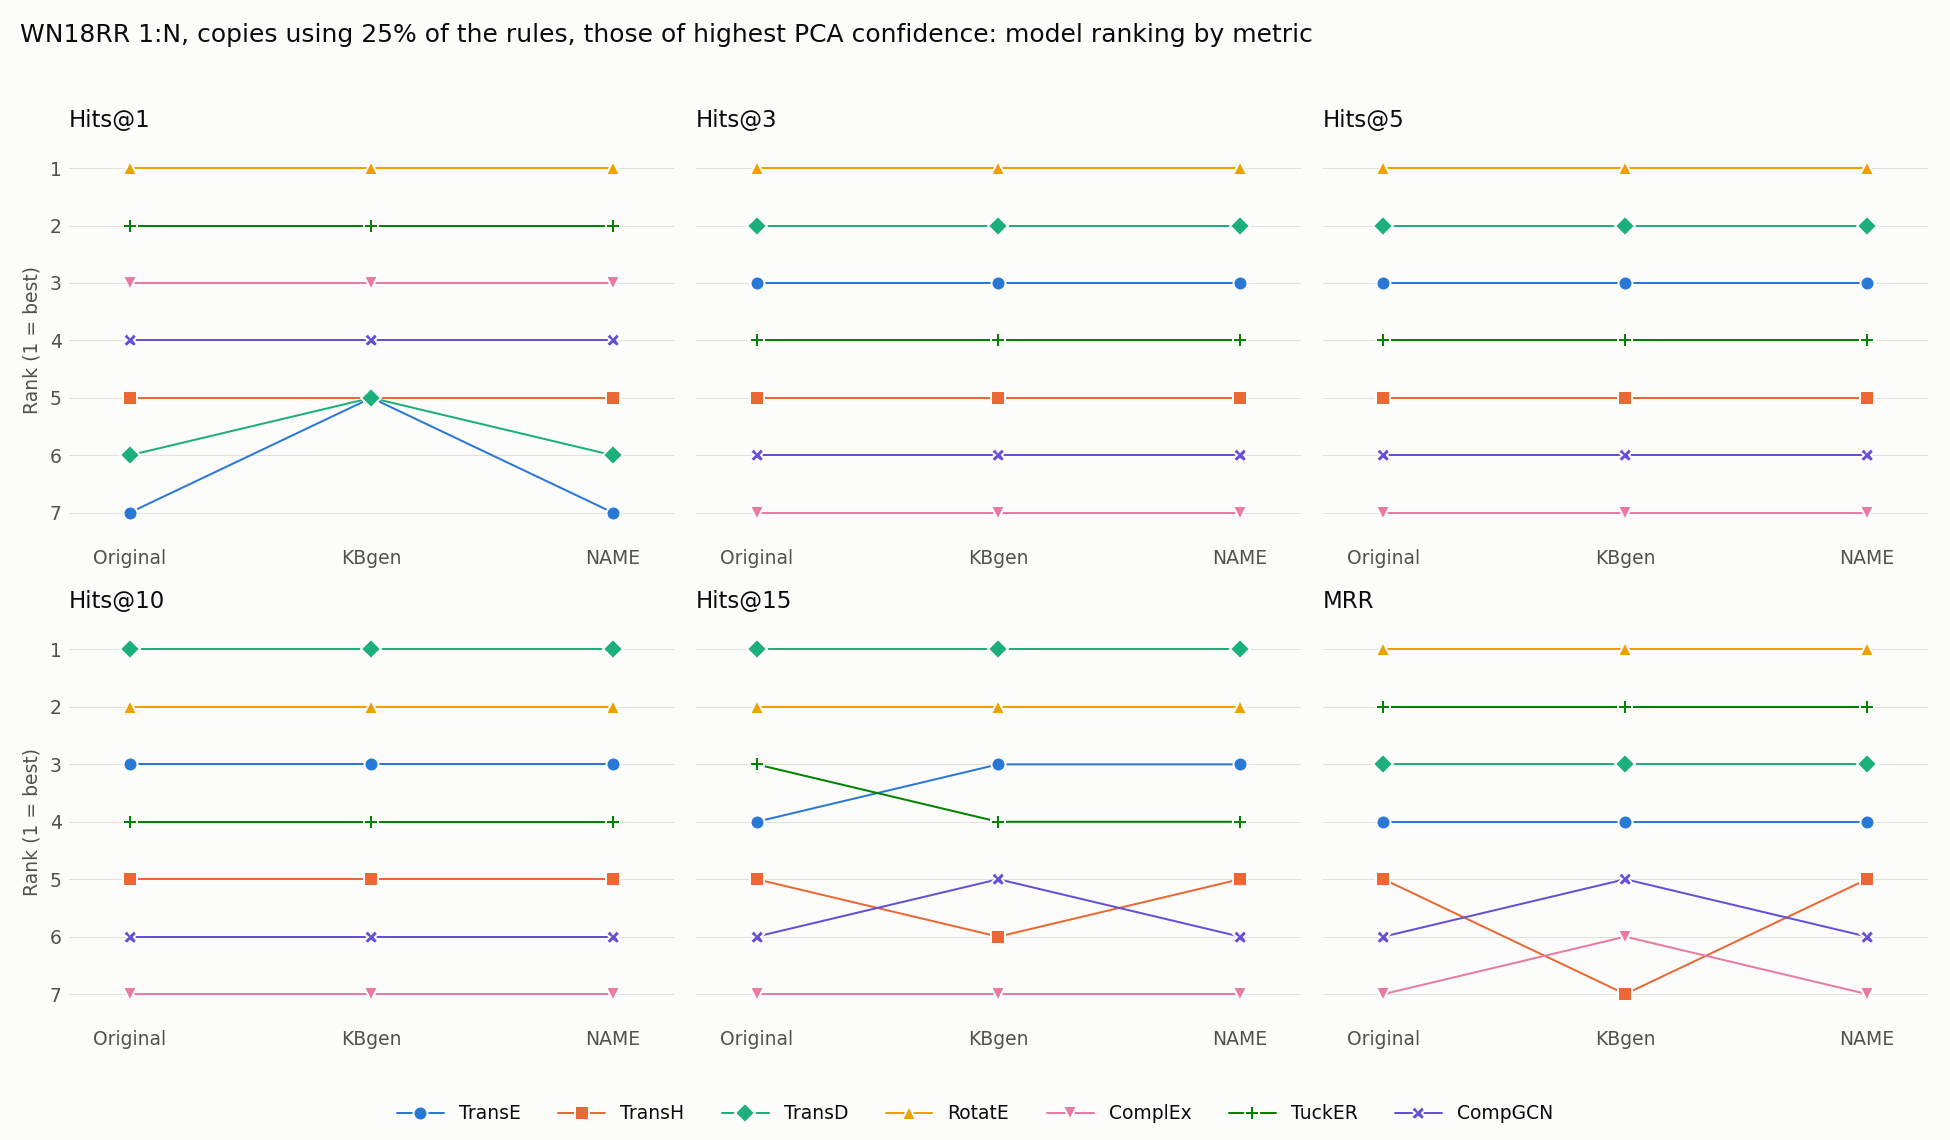 WN18RR 1:N, copies using 25% of the rules, those of highest PCA confidence: model ranking by metric
Hits@1
Hits@3
Hits@5
Rank (1 = best)
1
2
3
4
5
6
7
Original
KBgen
NAME
Original
KBgen
NAME
Original
KBgen
NAME
Hits@10
Hits@15
MRR
Rank (1 = best)
1
2
3
4
5
6
7
Original
KBgen
NAME
Original
KBgen
NAME
Original
KBgen
NAME
TransE
TransH
TransD
RotatE
ComplEx
TuckER
CompGCN